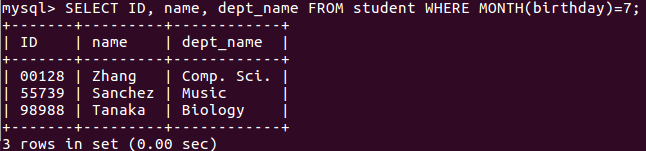 mysql> SELECT ID, name, dept_name FROM student WHERE MONTH(birthday)=7;
+-------+---------+------------+
| ID    | name    | dept_name  |
+-------+---------+------------+
| 00128 | Zhang   | Comp. Sci. |
| 55739 | Sanchez | Music      |
| 98988 | Tanaka  | Biology    |
+-------+---------+------------+
3 rows in set (0.00 sec)